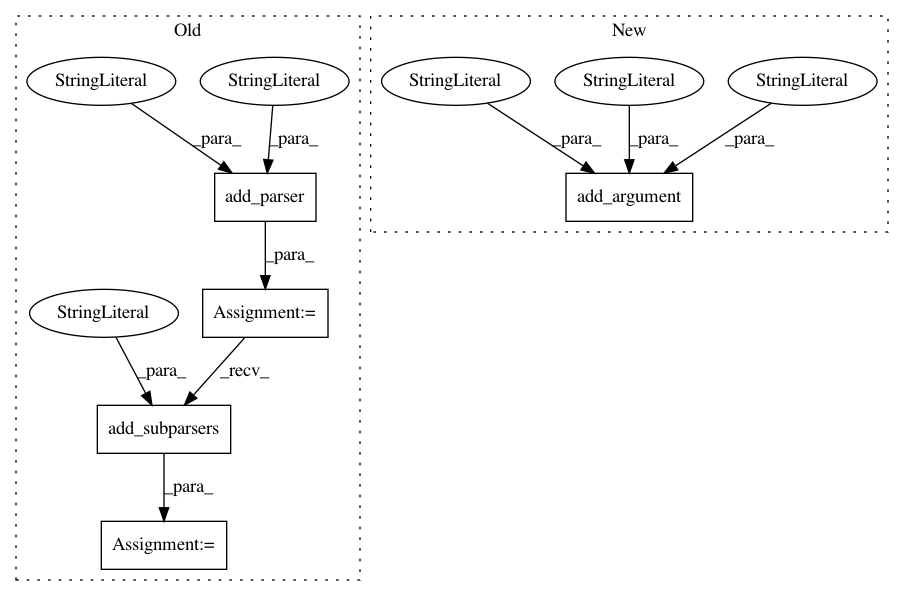 Old
New
StringLiteral
StringLiteral
StringLiteral
StringLiteral
StringLiteral
_para_
_para_
_para_
_para_
_para_
add_parser
add_argument
_para_
StringLiteral
Assignment:=
_para_
_recv_
add_subparsers
_para_
Assignment:=